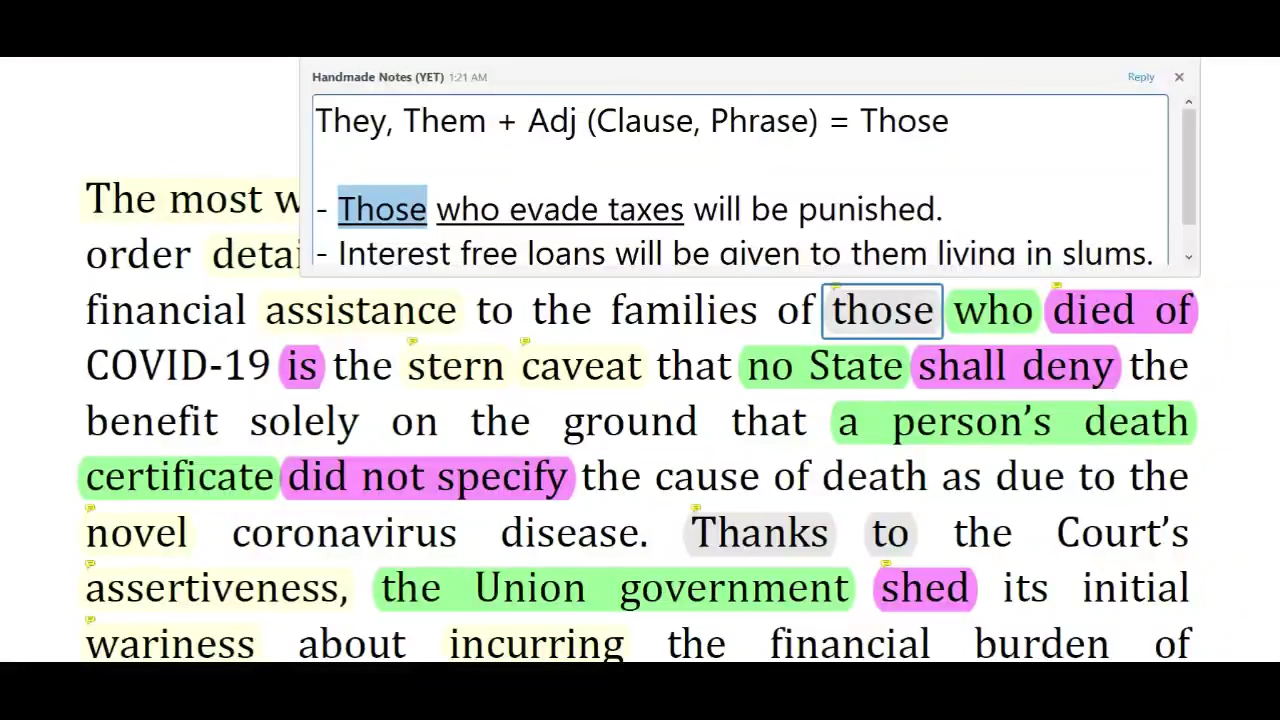 Handmade Notes (YET) 1:21 AM Reply
They, Them + Adj (Clause, Phrase) = Those
- Those who evade taxes will be punished.
- Interest free loans will be given to them living in slums.
The most
order
financial assistance to the families of those who died of
COVID-19 is the stern caveat that no State shall deny the
benefit solely on the ground that a person’s death
certificate did not specify the cause of death as due to the
novel coronavirus disease. Thanks to the Court’s
assertiveness, the Union government shed its initial
wariness about incurring the financial burden of